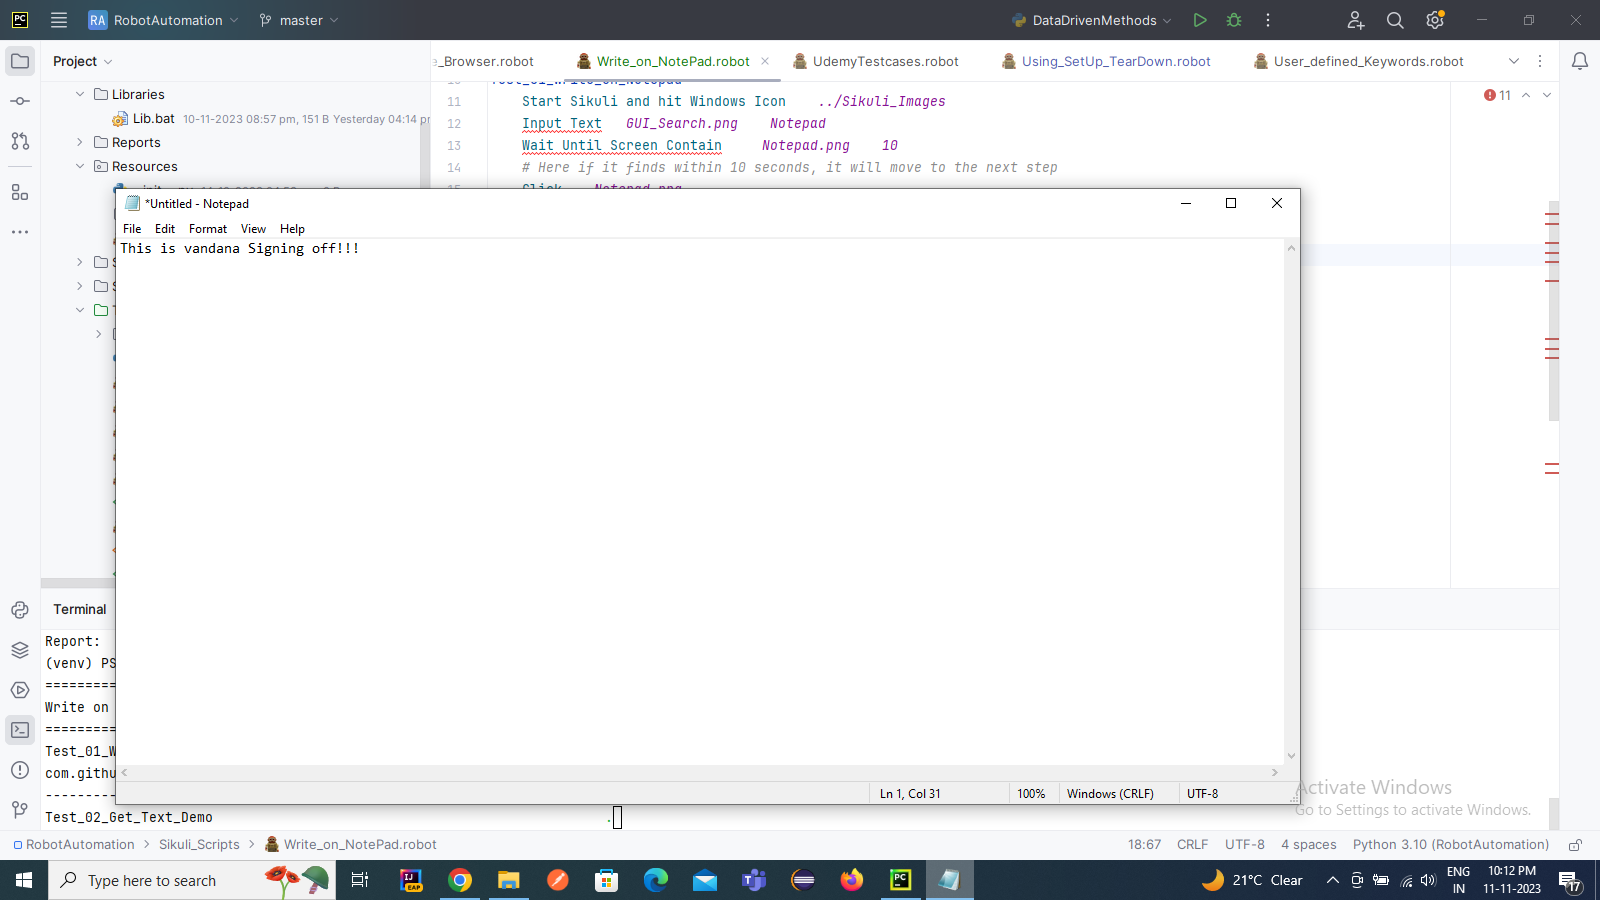 PC RA RobotAutomation master DataDrivenMethods
Project
e_Browser.robot Write_on_NotePad.robot UdemyTestcases.robot Using_SetUp_TearDown.robot User_defined_Keywords.robot
Libraries
Lib.bat 10-11-2023 08:57 pm, 151 B Yesterday 04:14 pr
Reports
Resources
11 Start Sikuli and hit Windows Icon ../Sikuli_Images
12 Input Text GUI_Search.png Notepad
13 Wait Until Screen Contain Notepad.png 10
14 # Here if it finds within 10 seconds, it will move to the next step
11
*Untitled - Notepad
File Edit Format View Help
This is vandana Signing off!!!
Ln 1, Col 31 100% Windows (CRLF) UTF-8
Terminal
Report:
(venv) PS
==========
Write on
==========
Test_01_W
com.githu
----------
Test_02_Get_Text_Demo .
Activate Windows
Go to Settings to activate Windows.
RobotAutomation > Sikuli_Scripts > Write_on_NotePad.robot 18:67 CRLF UTF-8 4 spaces Python 3.10 (RobotAutomation)
Type here to search IJ EAP PC 21°C Clear ENG IN 10:12 PM 11-11-2023 17